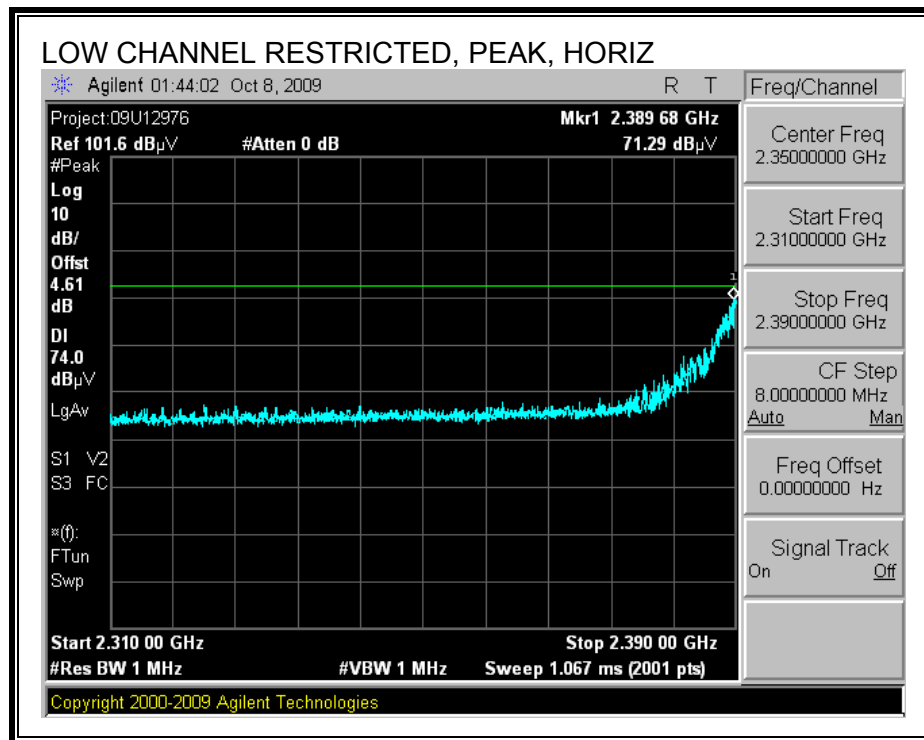 LOW CHANNEL RESTRICTED, PEAK, HORIZ
Agilent 01:44:02 Oct 8, 2009 R T
Project:09U12976 Mkr1 2.389 68 GHz
Ref 101.6 dBµV #Atten 0 dB 71.29 dBµV
#Peak
Log
10
dB/
Offst
4.61
dB
DI
74.0
dBµV
LgAv
S1 V2
S3 FC
¤(f):
FTun
Swp
1
Start 2.310 00 GHz Stop 2.390 00 GHz
#Res BW 1 MHz #VBW 1 MHz Sweep 1.067 ms (2001 pts)
Copyright 2000-2009 Agilent Technologies
Freq/Channel
Center Freq
2.35000000 GHz
Start Freq
2.31000000 GHz
Stop Freq
2.39000000 GHz
CF Step
8.00000000 MHz
Auto Man
Freq Offset
0.00000000 Hz
Signal Track
On Off